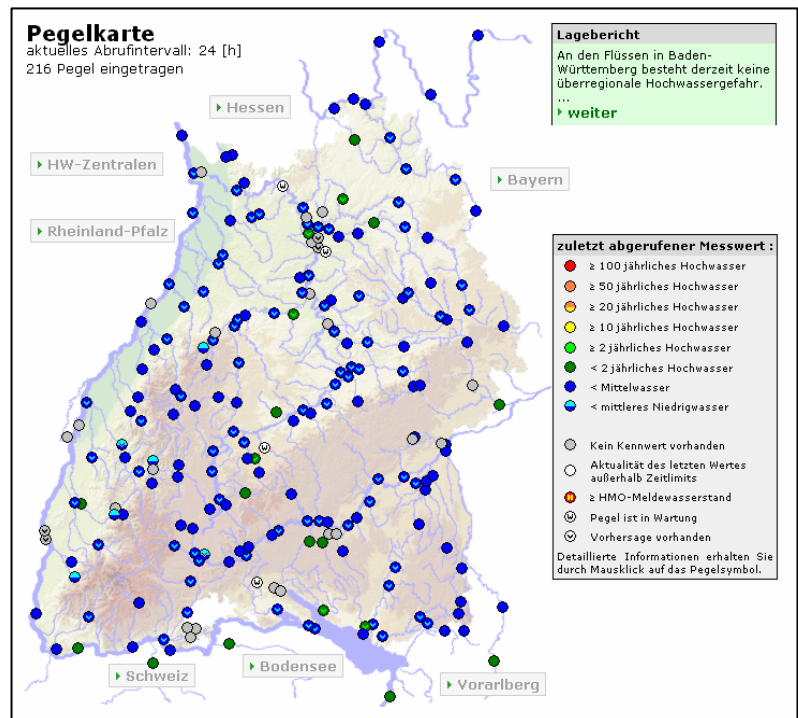 Pegelkarte
aktuelles Abrufintervall: 24 [h]
216 Pegel eingetragen
Hessen
HW-Zentralen
Bayern
Rheinland-Pfalz
Schweiz
Bodensee
Vorarlberg
Lagebericht
An den Flüssen in Baden-
Württemberg besteht derzeit keine
überregionale Hochwassergefahr.
...
weiter
zuletzt abgerufener Messwert :
≥ 100 jährliches Hochwasser
≥ 50 jährliches Hochwasser
≥ 20 jährliches Hochwasser
≥ 10 jährliches Hochwasser
≥ 2 jährliches Hochwasser
< 2 jährliches Hochwasser
< Mittelwasser
< mittleres Niedrigwasser
Kein Kennwert vorhanden
Aktualität des letzten Wertes
außerhalb Zeitlimits
H ≥ HMO-Meldewasserstand
W Pegel ist in Wartung
Vorhersage vorhanden
Detaillierte Informationen erhalten Sie
durch Mausklick auf das Pegelsymbol.